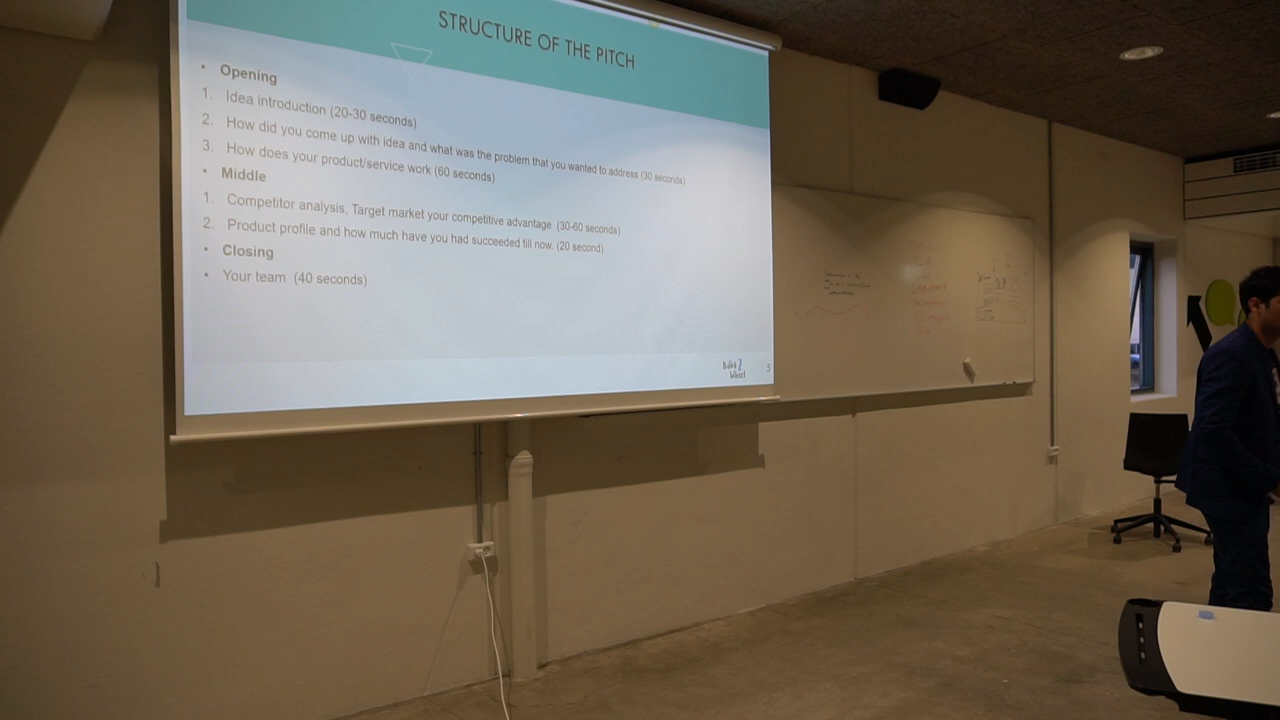 STRUCTURE OF THE PITCH
• Opening
1. Idea introduction (20-30 seconds)
2. How did you come up with idea and what was the problem that you wanted to address (30 seconds)
3. How does your product/service work (60 seconds)
• Middle
1. Competitor analysis, Target market your competitive advantage (30-60 seconds)
2. Product profile and how much have you had succeeded till now. (20 second)
• Closing
• Your team (40 seconds)
2
Wheel
5